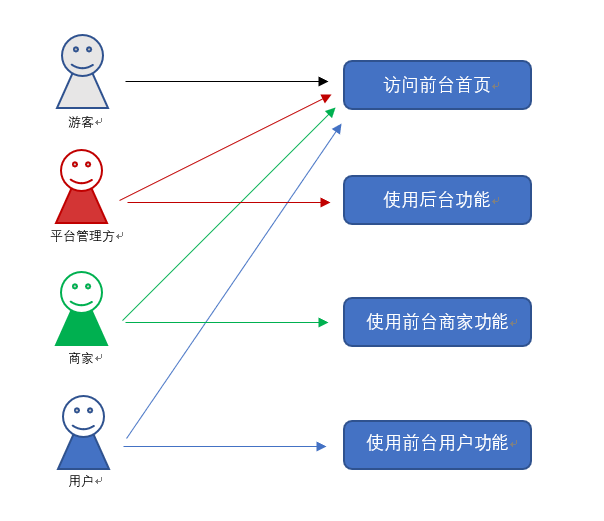 游客
访问前台首页
平台管理方
使用后台功能
商家
使用前台商家功能
用户
使用前台用户功能